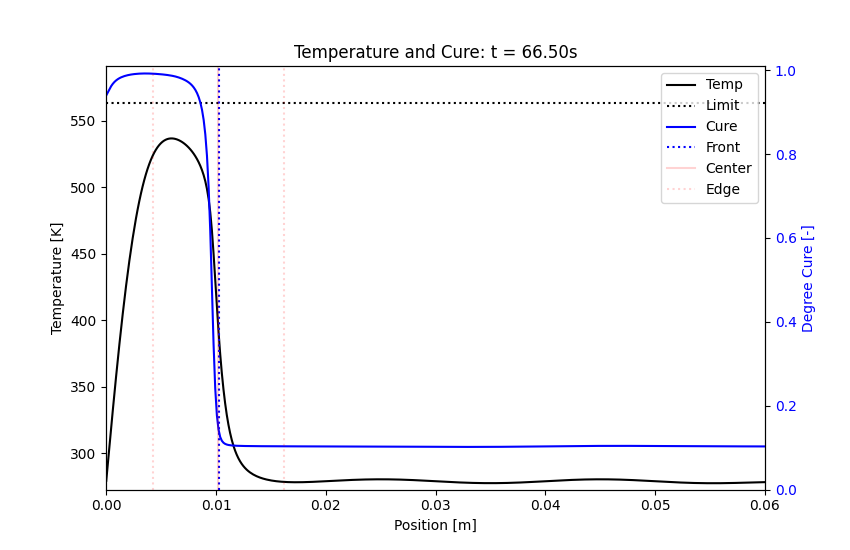 Temperature and Cure: t = 66.50s
Temp
Limit
Cure
Front
Center
Edge
Temperature [K]
550
500
450
400
350
300
Degree Cure [-]
1.0
0.8
0.6
0.4
0.2
0.0
0.00 0.01 0.02 0.03 0.04 0.05 0.06
Position [m]